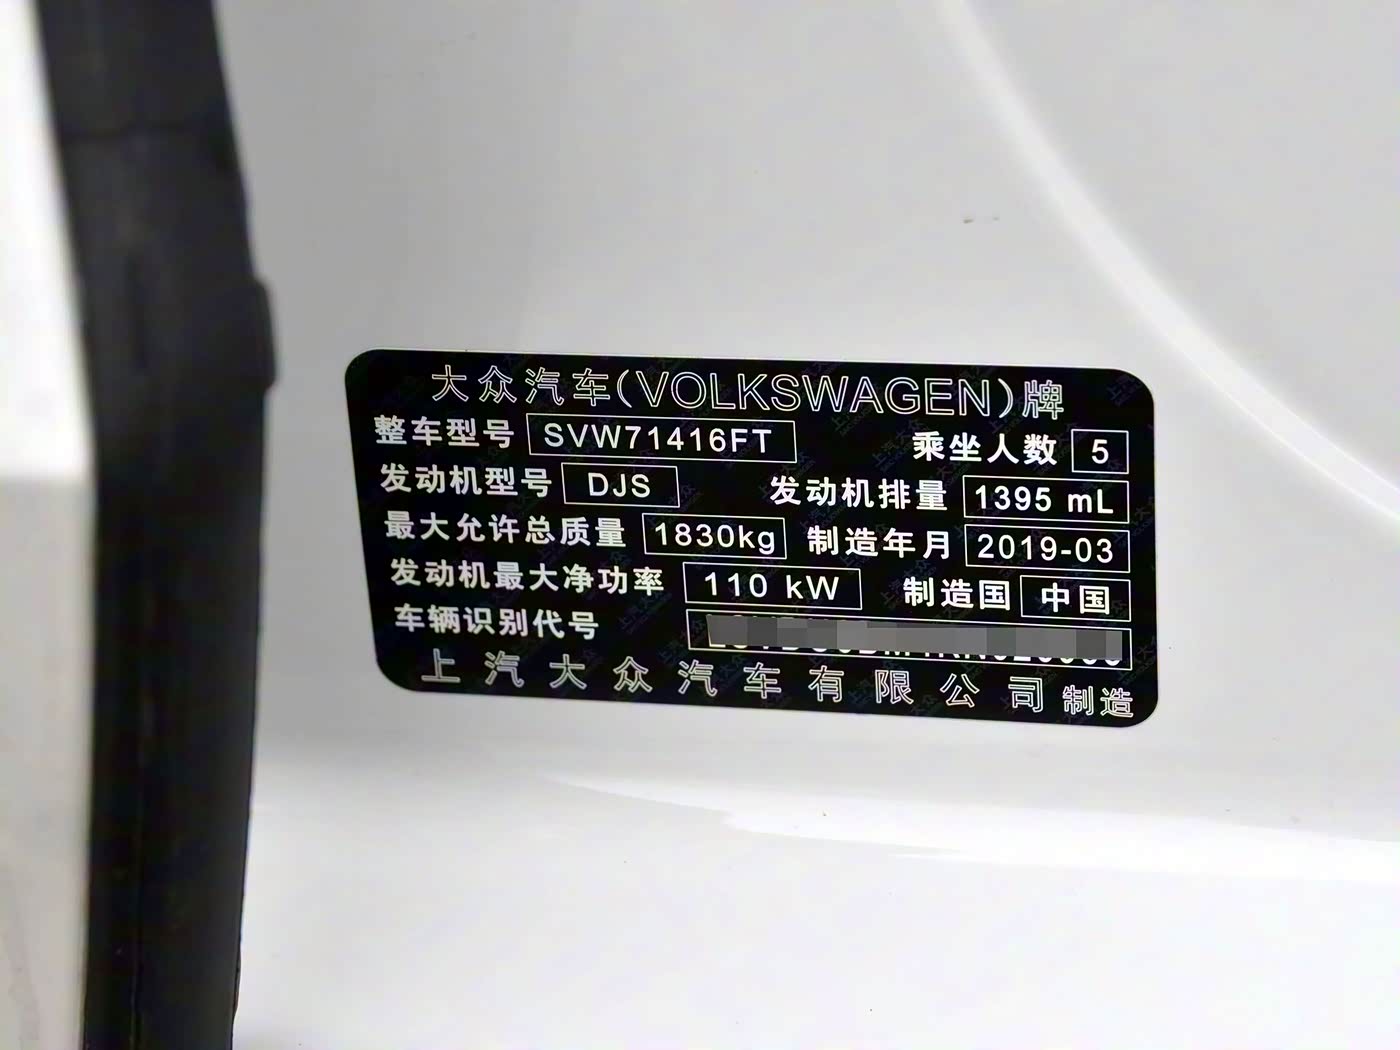 大众汽车(VOLKSWAGEN)牌
整车型号 SVW71416FT 乘坐人数 5
发动机型号 DJS 发动机排量 1395 mL
最大允许总质量 1830kg 制造年月 2019-03
发动机最大净功率 110 kW 制造国 中国
车辆识别代号
上汽大众汽车有限公司制造